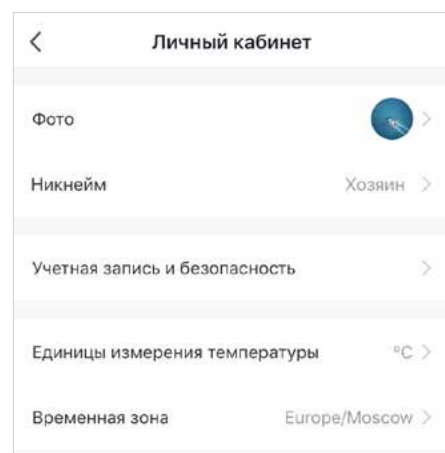 Личный кабинет
Фото
Никнейм Хозяин
Учетная запись и безопасность
Единицы измерения температуры °C
Временная зона Europe/Moscow